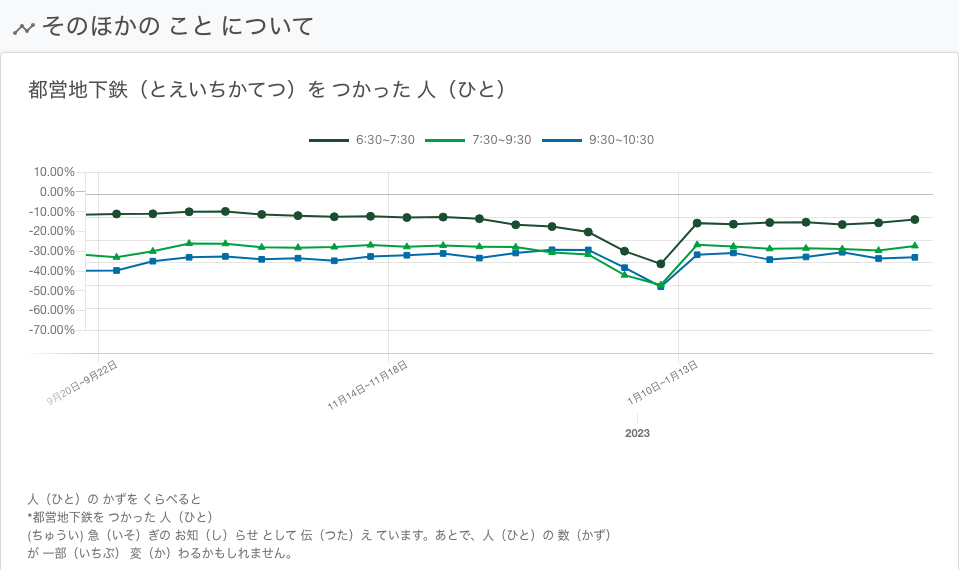 そのほかの こと について
都営地下鉄（とえいちかてつ）を つかった 人（ひと）
6:30~7:30
7:30~9:30
9:30~10:30
10.00%
0.00%
-10.00%
-20.00%
-30.00%
-40.00%
-50.00%
-60.00%
-70.00%
9月20日~9月22日
11月14日~11月18日
1月10日~1月13日
2023
人（ひと）の かずを くらべると
*都営地下鉄を つかった 人（ひと）
(ちゅうい) 急（いそ）ぎの お知（し）らせ として 伝（つた）え ています。あとで、人（ひと）の 数（かず）
が 一部（いちぶ） 変（か）わるかもしれません。